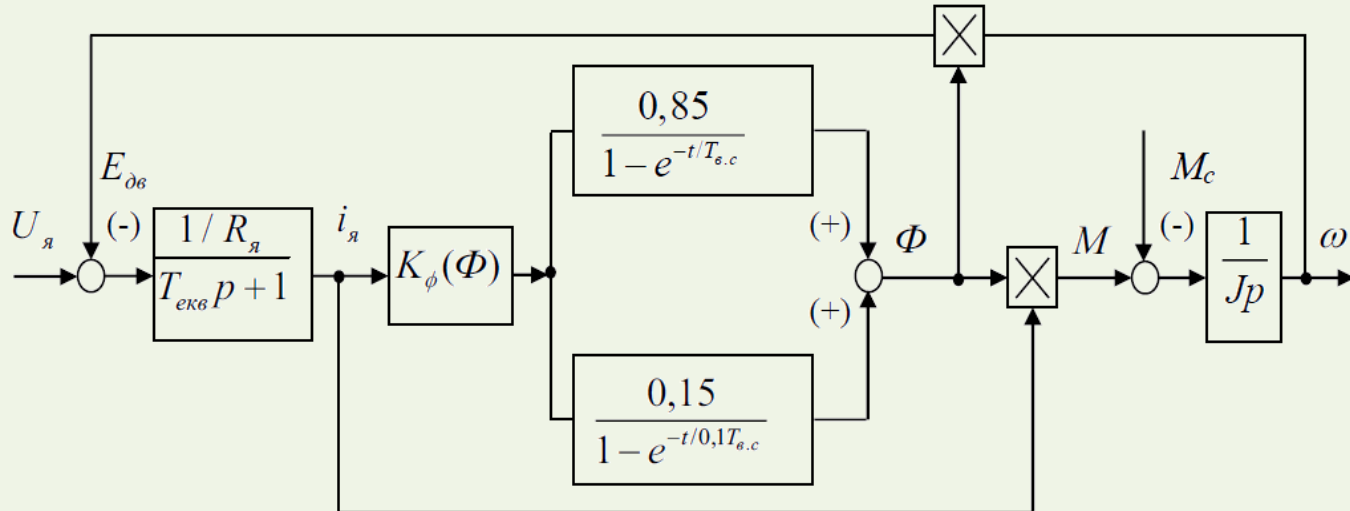 E_дв
U_я
(-)
1 / R_я
T_екв p + 1
i_я
K_ϕ(Φ)
0,85
1 − e^{−t/T_в.с}
0,15
1 − e^{−t/0,1T_в.с}
(+)
(+)
Φ
M
M_c
(-)
1
Jp
ω